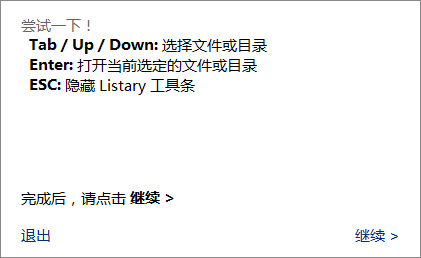 尝试一下！
Tab / Up / Down: 选择文件或目录
Enter: 打开当前选定的文件或目录
ESC: 隐藏 Listary 工具条
完成后，请点击 继续 >
退出
继续 >